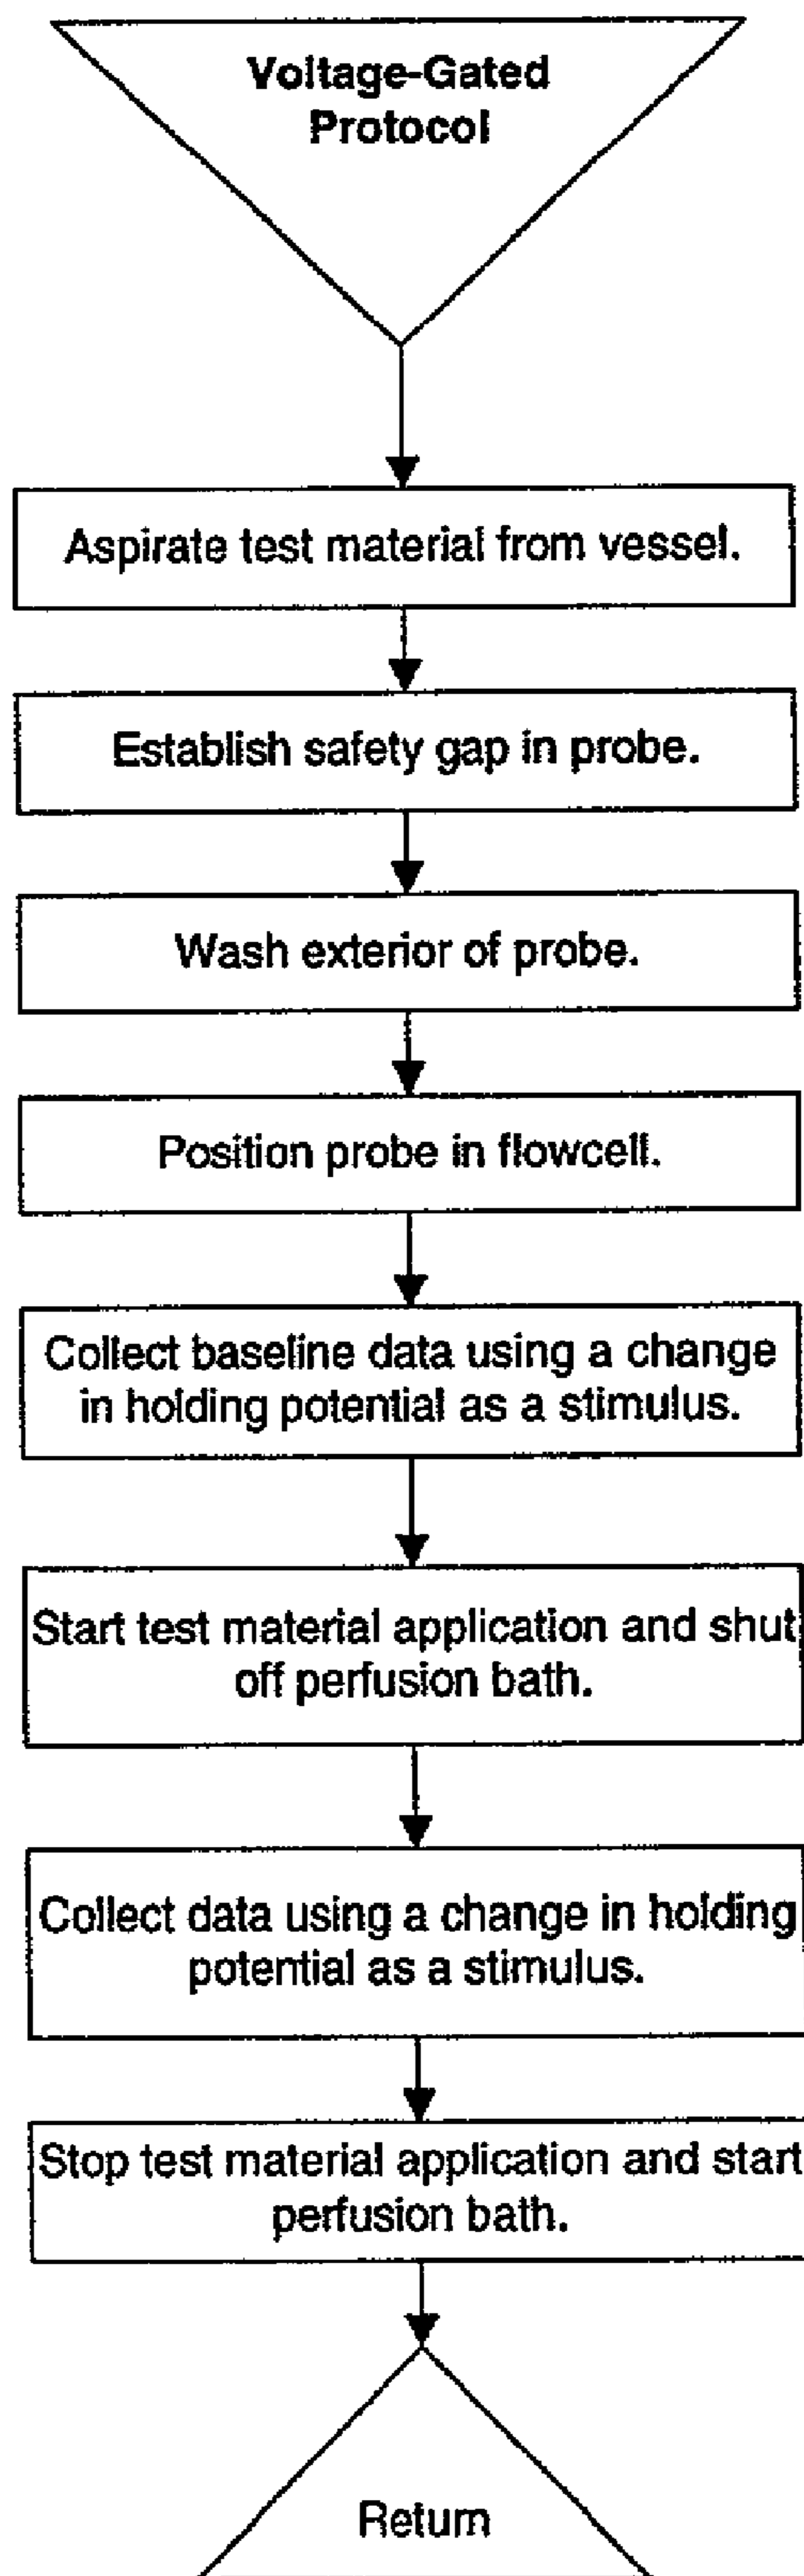 Voltage-Gated
Protocol
Aspirate test material from vessel.
Establish safety gap in probe.
Wash exterior of probe.
Position probe in flowcell.
Collect baseline data using a change
in holding potential as a stimulus.
Start test material application and shut
off perfusion bath.
Collect data using a change in holding
potential as a stimulus.
Stop test material application and start
perfusion bath.
Return